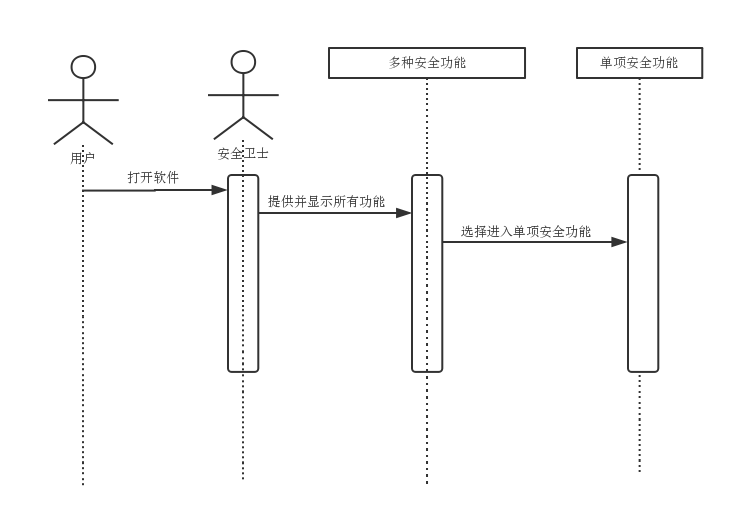 多种安全功能
单项安全功能
用户
安全卫士
打开软件
提供并显示所有功能
选择进入单项安全功能